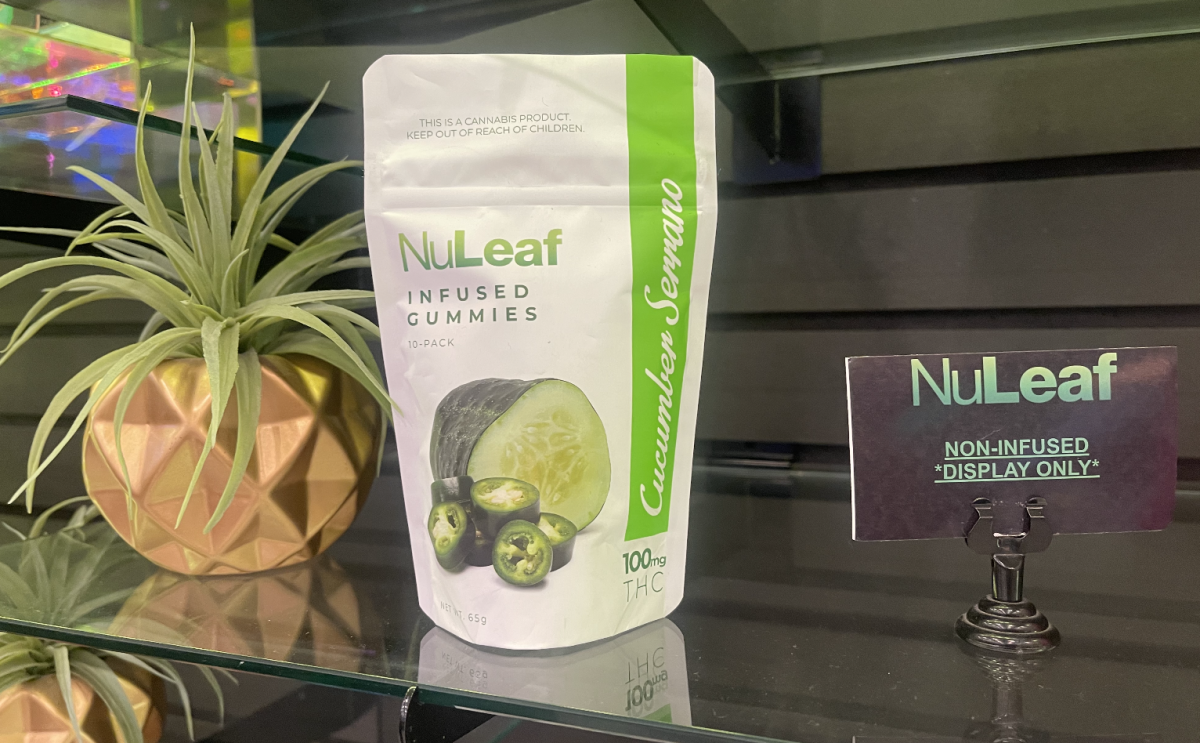 THIS IS A CANNABIS PRODUCT.
KEEP OUT OF REACH OF CHILDREN.
NuLeaf
INFUSED
GUMMIES
10-PACK
Cucumber Serrano
100mg
THC
NET WT. 65g
NuLeaf
NON-INFUSED
*DISPLAY ONLY*